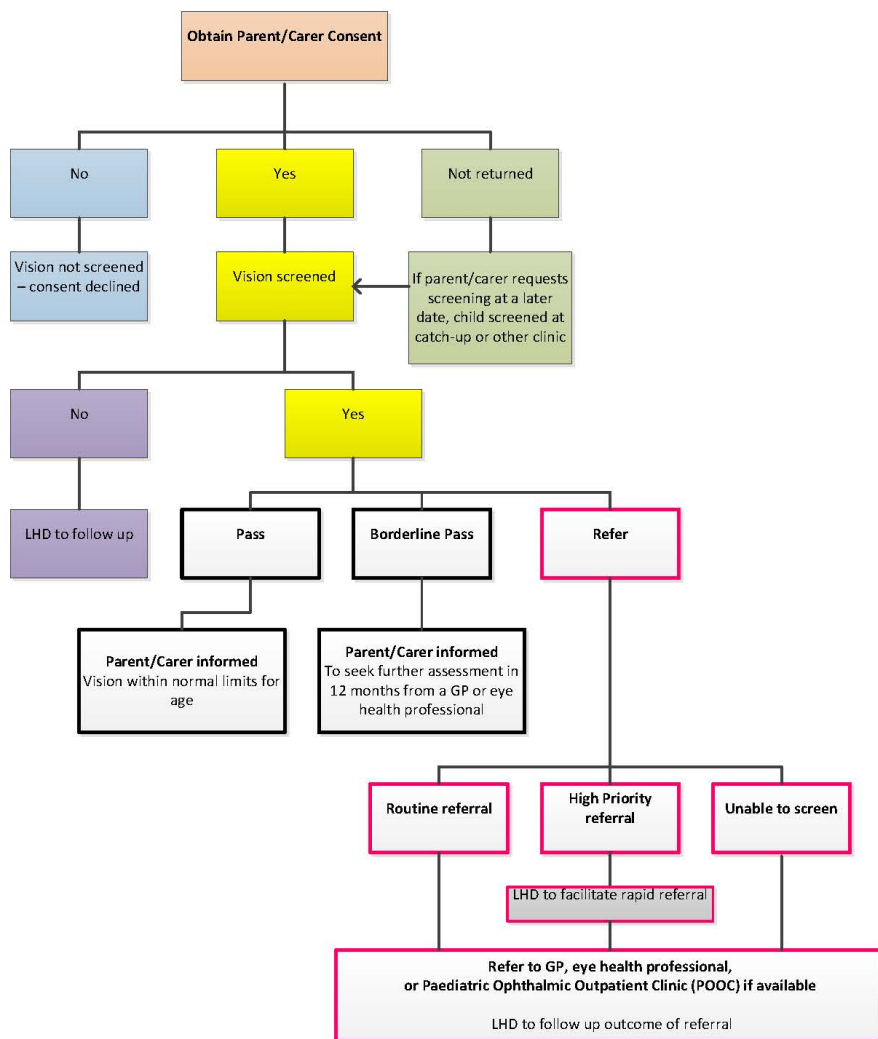 Obtain Parent/Carer Consent
No
Yes
Not returned
Vision not screened
– consent declined
Vision screened
If parent/carer requests
screening at a later
date, child screened at
catch-up or other clinic
No
Yes
LHD to follow up
Pass
Borderline Pass
Refer
Parent/Carer informed
Vision within normal limits for
age
Parent/Carer informed
To seek further assessment in
12 months from a GP or eye
health professional
Routine referral
High Priority
referral
Unable to screen
LHD to facilitate rapid referral
Refer to GP, eye health professional,
or Paediatric Ophthalmic Outpatient Clinic (POOC) if available
LHD to follow up outcome of referral